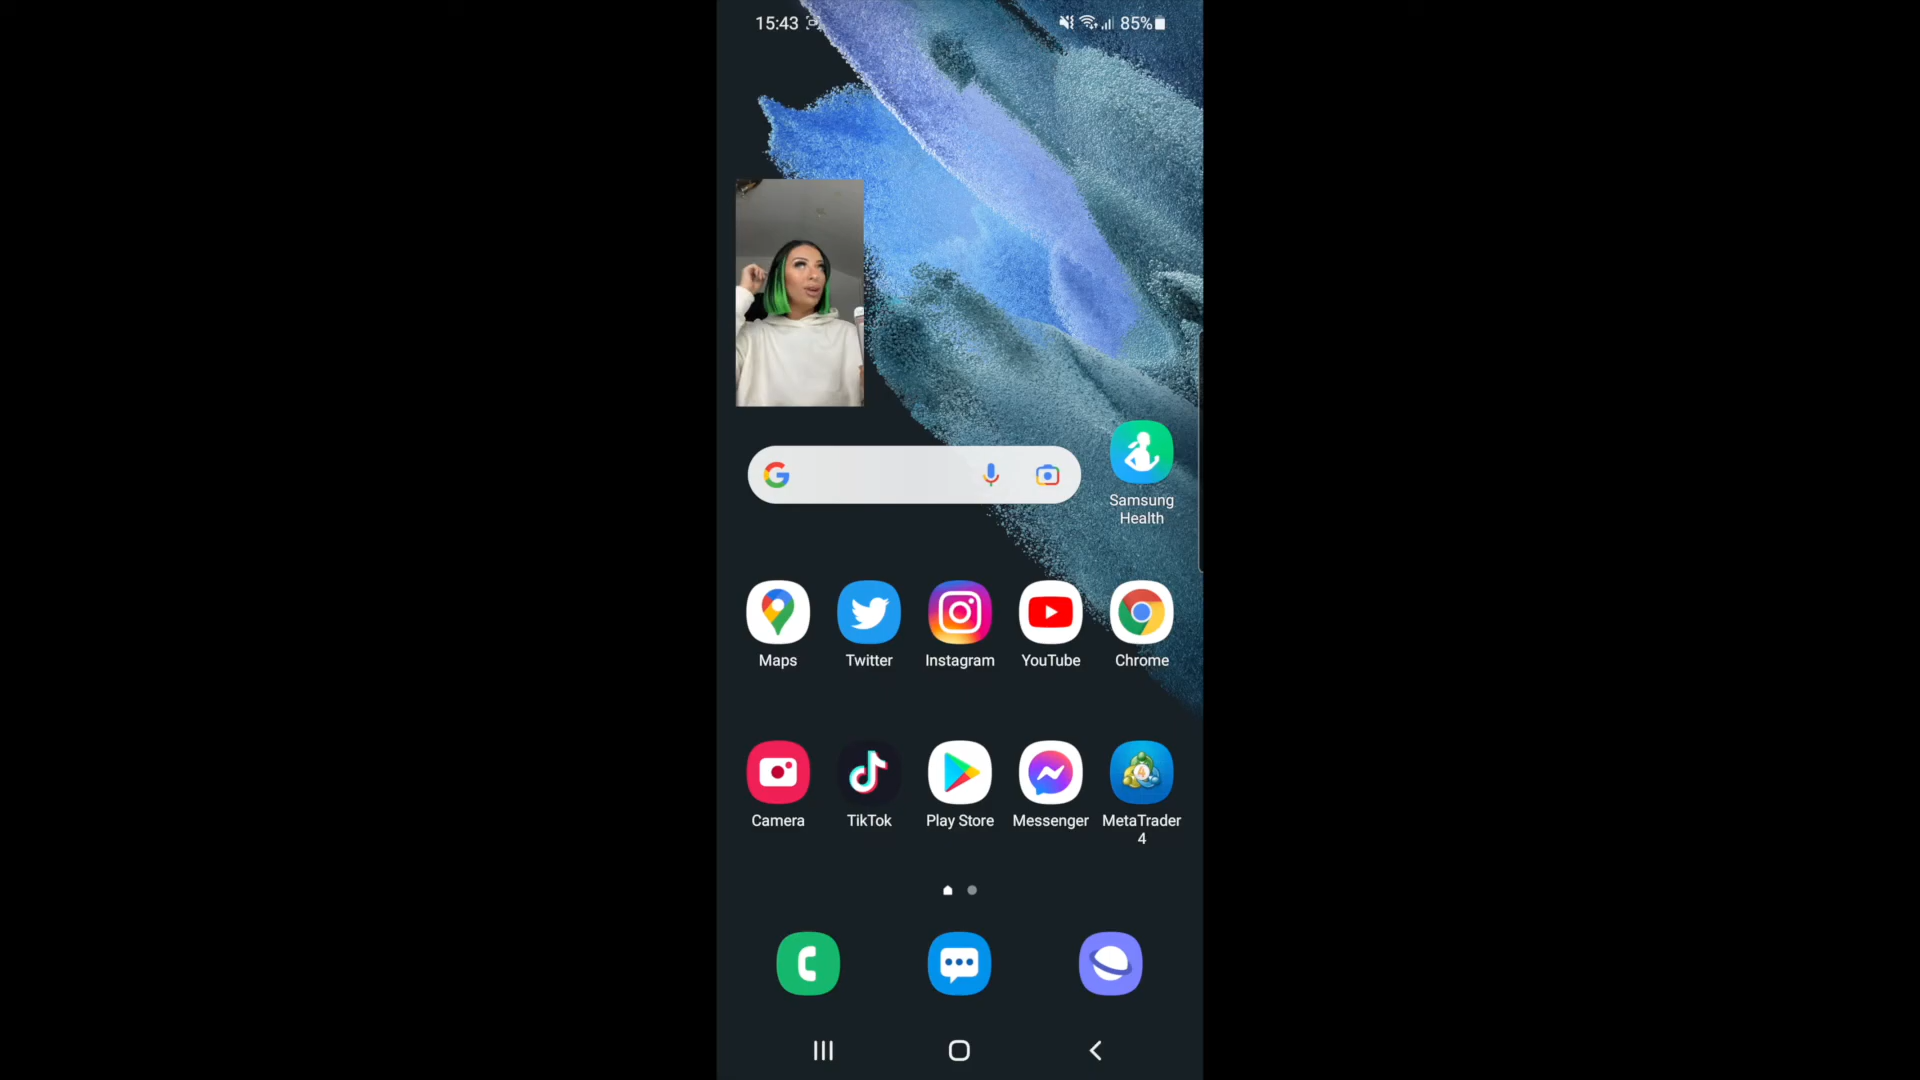 15:43
85%
Samsung
Health
Maps
Twitter
Instagram
YouTube
Chrome
Camera
TikTok
Play Store
Messenger
MetaTrader
4